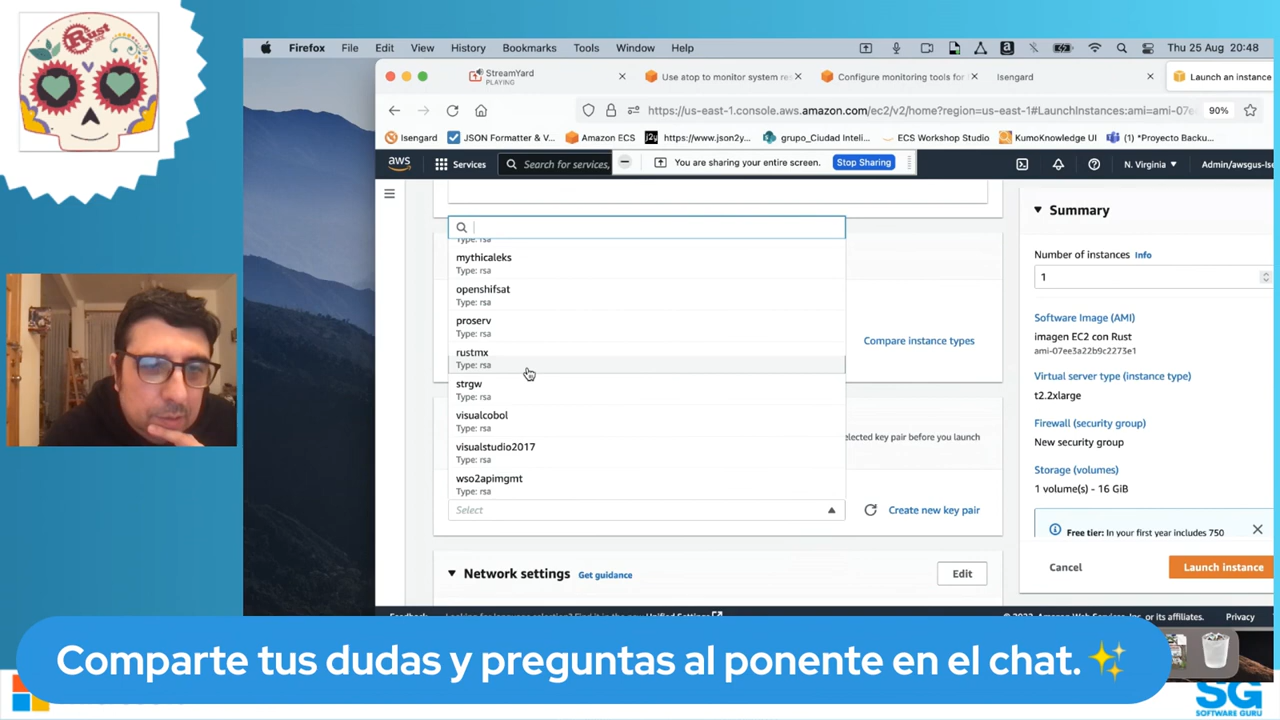 Rust
MX
Firefox File Edit View History Bookmarks Tools Window Help Thu 25 Aug 20:48
StreamYard
PLAYING
Use atop to monitor system res
Configure monitoring tools for
Isengard
Launch an instance
https://us-east-1.console.aws.amazon.com/ec2/v2/home?region=us-east-1#LaunchInstances:ami=ami-07e 90%
Isengard JSON Formatter & V... Amazon ECS https://www.json2y... grupo_Ciudad Inteli... ECS Workshop Studio KumoKnowledge UI (1) *Proyecto Backu...
aws Services Search for services, You are sharing your entire screen. Stop Sharing N. Virginia Admin/awsgus-Ise
Type: rsa
mythicaleks
Type: rsa
openshifsat
Type: rsa
proserv
Type: rsa
rustmx
Type: rsa
strgw
Type: rsa
visualcobol
Type: rsa
visualstudio2017
Type: rsa
wso2apimgmt
Type: rsa
Select
Compare instance types
elected key pair before you launch
Create new key pair
Network settings Get guidance Edit
Summary
Number of instances Info
1
Software Image (AMI)
imagen EC2 con Rust
ami-07ee3a22b9c2273e1
Virtual server type (instance type)
t2.2xlarge
Firewall (security group)
New security group
Storage (volumes)
1 volume(s) - 16 GiB
Free tier: In your first year includes 750
Cancel Launch instance
Privacy
Comparte tus dudas y preguntas al ponente en el chat.✨
SG
SOFTWARE GURU